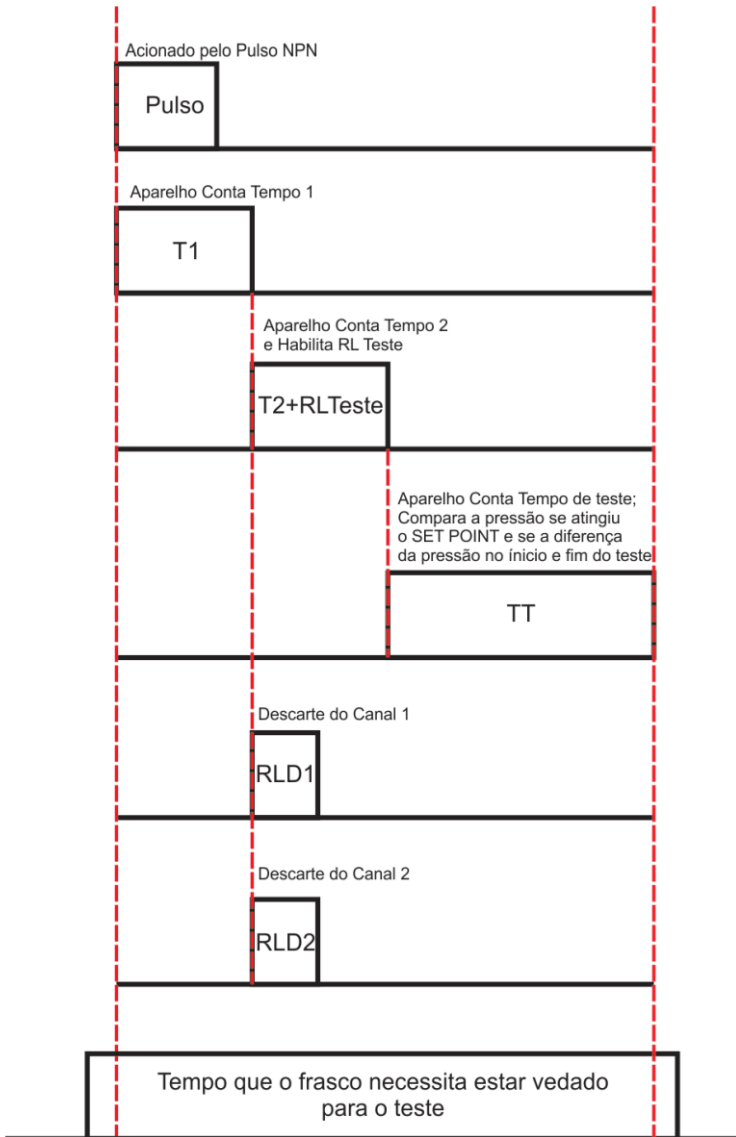 Acionado pelo Pulso NPN
Pulso
Aparelho Conta Tempo 1
T1
Aparelho Conta Tempo 2
e Habilita RL Teste
T2+RLTeste
Aparelho Conta Tempo de teste;
Compara a pressão se atingiu
o SET POINT e se a diferença
da pressão no ínicio e fim do teste
TT
Descarte do Canal 1
RLD1
Descarte do Canal 2
RLD2
Tempo que o frasco necessita estar vedado
para o teste